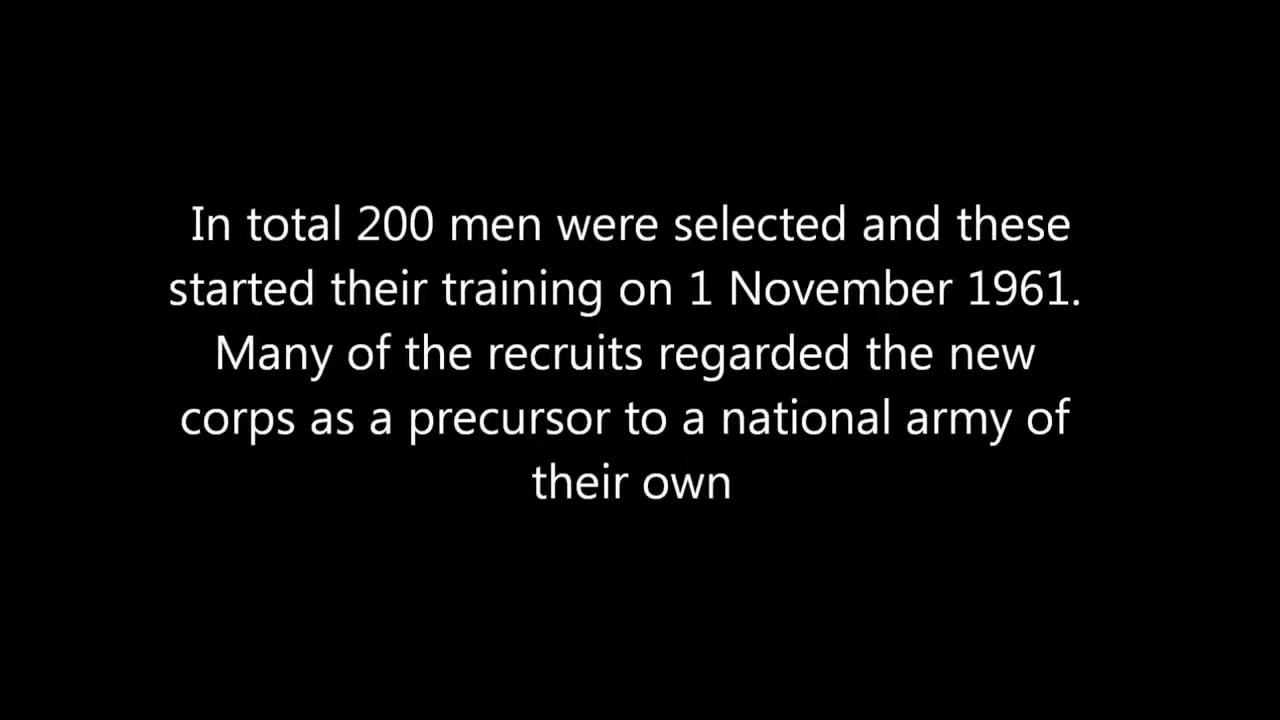 In total 200 men were selected and these
started their training on 1 November 1961.
Many of the recruits regarded the new
corps as a precursor to a national army of
their own